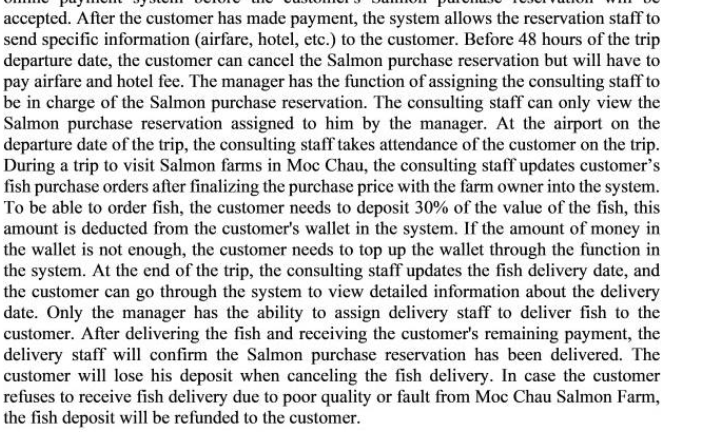 accepted. After the customer has made payment, the system allows the reservation staff to
send specific information (airfare, hotel, etc.) to the customer. Before 48 hours of the trip
departure date, the customer can cancel the Salmon purchase reservation but will have to
pay airfare and hotel fee. The manager has the function of assigning the consulting staff to
be in charge of the Salmon purchase reservation. The consulting staff can only view the
Salmon purchase reservation assigned to him by the manager. At the airport on the
departure date of the trip, the consulting staff takes attendance of the customer on the trip.
During a trip to visit Salmon farms in Moc Chau, the consulting staff updates customer's
fish purchase orders after finalizing the purchase price with the farm owner into the system.
To be able to order fish, the customer needs to deposit 30% of the value of the fish, this
amount is deducted from the customer's wallet in the system. If the amount of money in
the wallet is not enough, the customer needs to top up the wallet through the function in
the system. At the end of the trip, the consulting staff updates the fish delivery date, and
the customer can go through the system to view detailed information about the delivery
date. Only the manager has the ability to assign delivery staff to deliver fish to the
customer. After delivering the fish and receiving the customer's remaining payment, the
delivery staff will confirm the Salmon purchase reservation has been delivered. The
customer will lose his deposit when canceling the fish delivery. In case the customer
refuses to receive fish delivery due to poor quality or fault from Moc Chau Salmon Farm,
the fish deposit will be refunded to the customer.